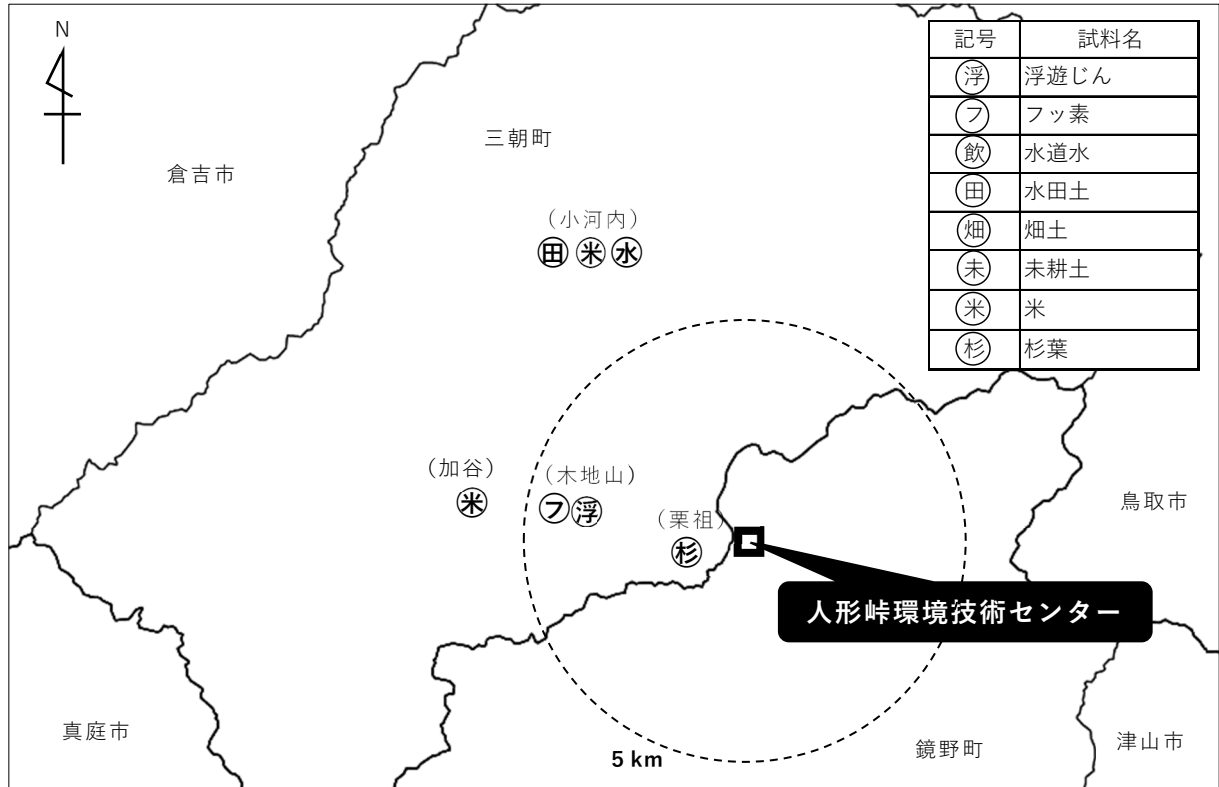 N
記号 試料名
浮 浮遊じん
フ フッ素
飲 水道水
田 水田土
畑 畑土
未 未耕土
米 米
杉 杉葉
三朝町
倉吉市
（小河内）
田 米 水
（加谷）
米
（木地山）
フ 浮
（栗祖）
杉
鳥取市
人形峠環境技術センター
真庭市
5 km
鏡野町
津山市